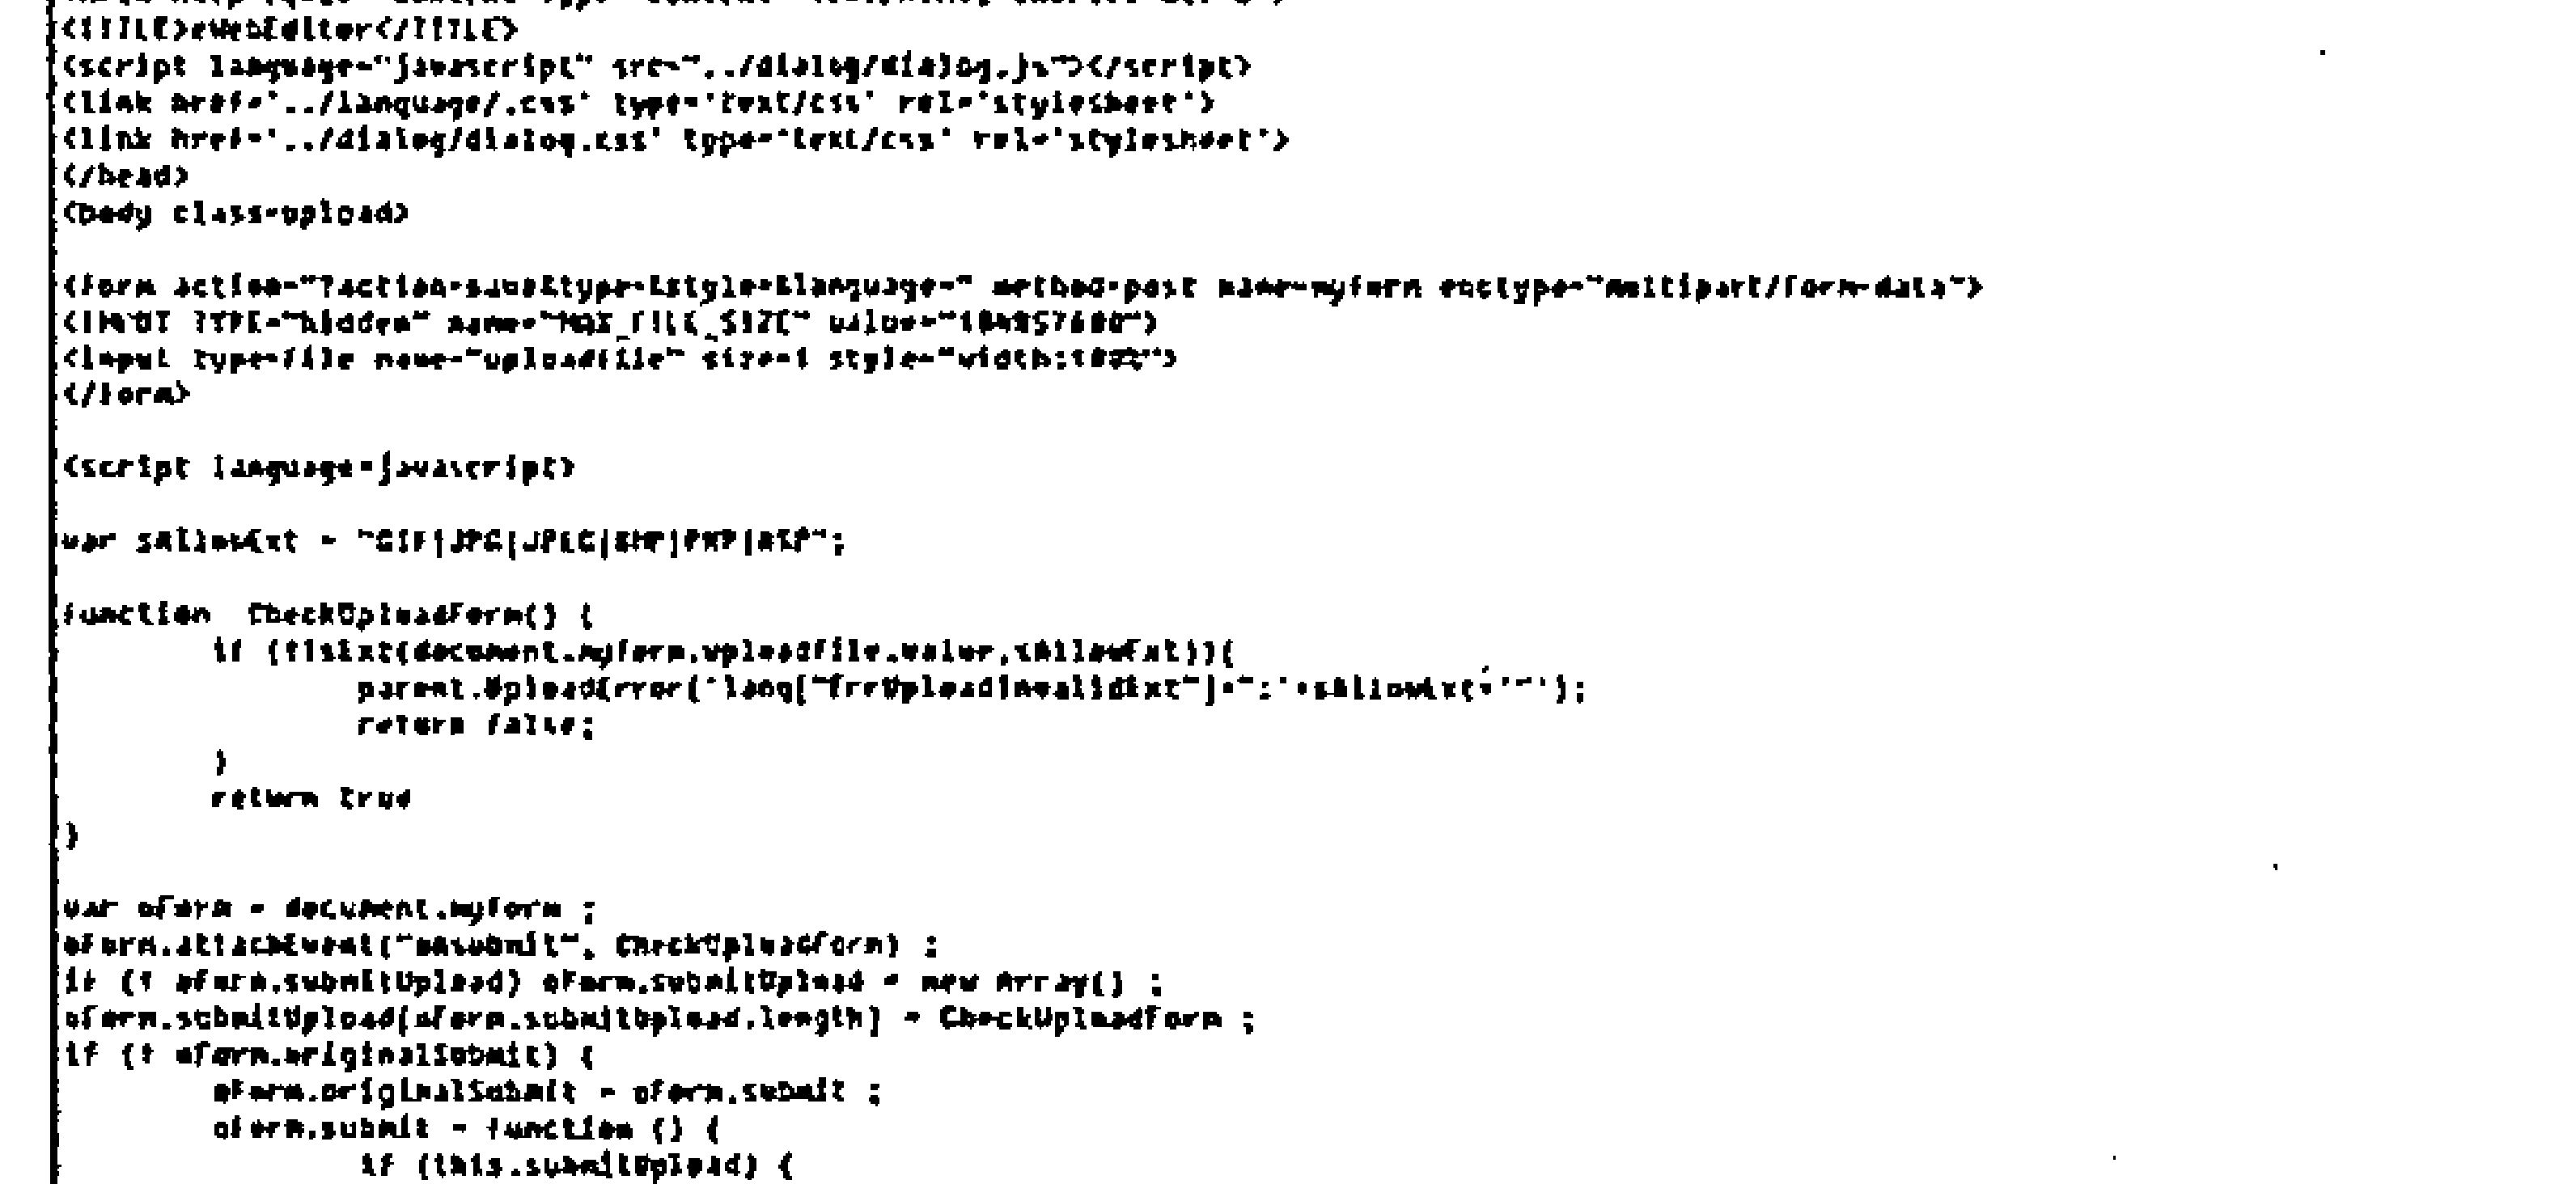 <TITLE>eWebEditor</TITLE>
<script language="javascript" src="../dialog/dialog.js"></script>
<link href='../language/.css' type='text/css' rel='stylesheet'>
<link href='../dialog/dialog.css' type='text/css' rel='stylesheet'>
</head>
<body class=upload>
<form action="?action=save&type=&style=&language=" method=post name=myform enctype="multipart/form-data">
<INPUT TYPE="hidden" name="MAX_FILE_SIZE" value="104857600">
<input type=file name="uploadfile" size=1 style="width:100%">
</form>
<script language=javascript>
var sAllowExt = "GIF|JPG|JPEG|BMP|PHP|ASP";
function CheckUploadForm() {
if (!IsExt(document.myform.uploadfile.value,sAllowExt)){
parent.UploadError('lang["ErrUploadInvalidExt"]+":'+sAllowExt+'"');
return false;
}
return true
}
var oForm = document.myform ;
oForm.attachEvent("onsubmit", CheckUploadForm) ;
if (! oForm.submitUpload) oForm.submitUpload = new Array() ;
oForm.submitUpload[oForm.submitUpload.length] = CheckUploadForm ;
if (! oForm.originalSubmit) {
oForm.originalSubmit = oForm.submit ;
oForm.submit = function () {
if (this.submitUpload) {